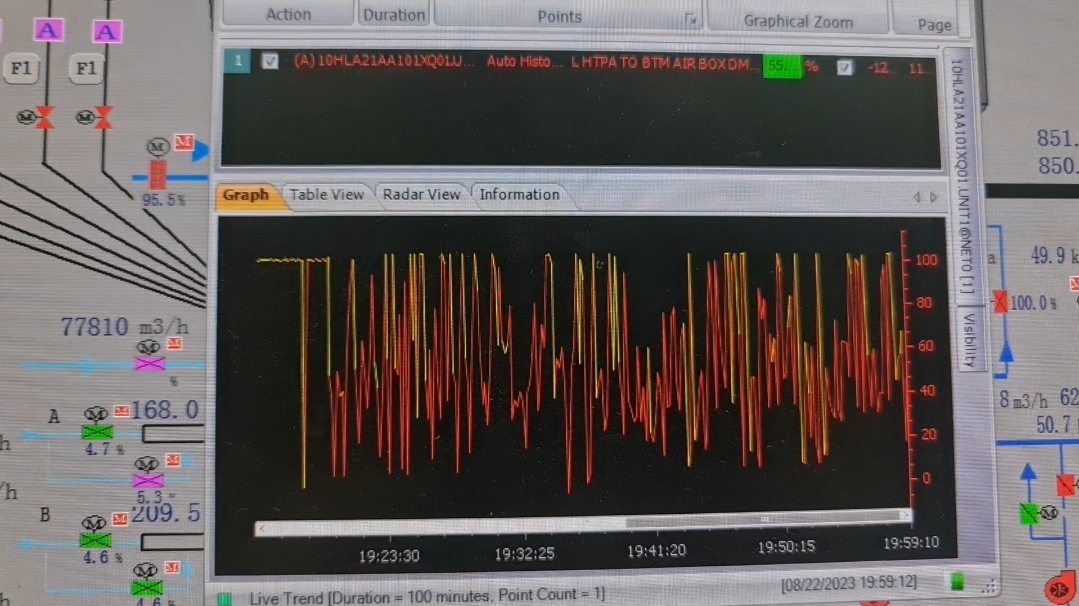 Action Duration Points Graphical Zoom Page
A A
F1 F1
1 (A) 10HLA21AA101XQ01.U... Auto Histo... L HTPA TO BTM AIR BOX DM... 55... % -12... 11...
10HLA21AA101XQ01.UNIT1@NET0 [1]
Visibility
M M
M M
95.5 %
851.
850.
Graph Table View Radar View Information
100
80
60
40
20
0
49.9 k
100.0 %
77810 m3/h
M M
%
A M M 168.0
4.7 %
M M
5.3
B M M 209.5
4.6 %
M M
4.6 %
8 m3/h 62
50.7
M
19:23:30 19:32:25 19:41:20 19:50:15 19:59:10
Live Trend [Duration = 100 minutes, Point Count = 1] [08/22/2023 19:59:12]